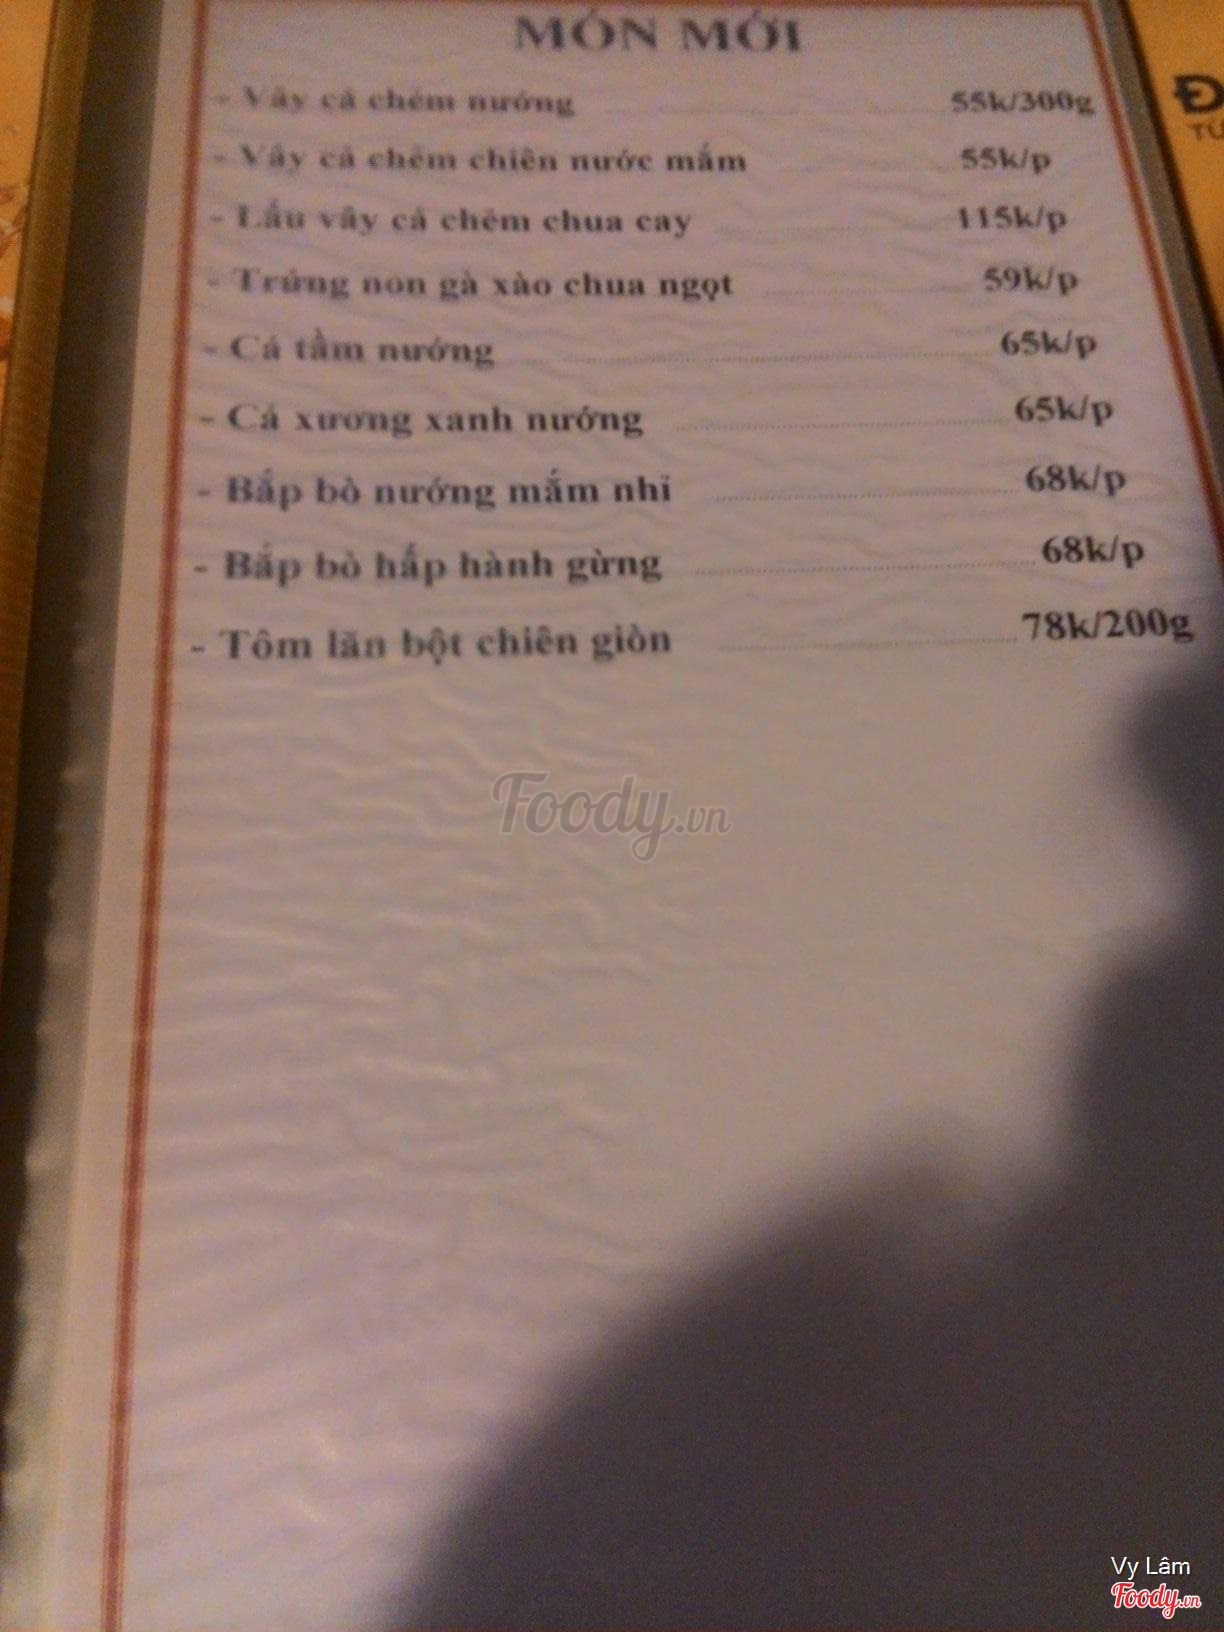 MÓN MỚI
- Vây cá chẽm nướng 55k/300g
- Vây cá chẽm chiên nước mắm 55k/p
- Lẩu vây cá chẽm chua cay 115k/p
- Trứng non gà xào chua ngọt 59k/p
- Cá tầm nướng 65k/p
- Cá xương xanh nướng 65k/p
- Bắp bò nướng mắm nhỉ 68k/p
- Bắp bò hấp hành gừng 68k/p
- Tôm lăn bột chiên giòn 78k/200g
Foody.vn
Vy Lâm
Foody.vn